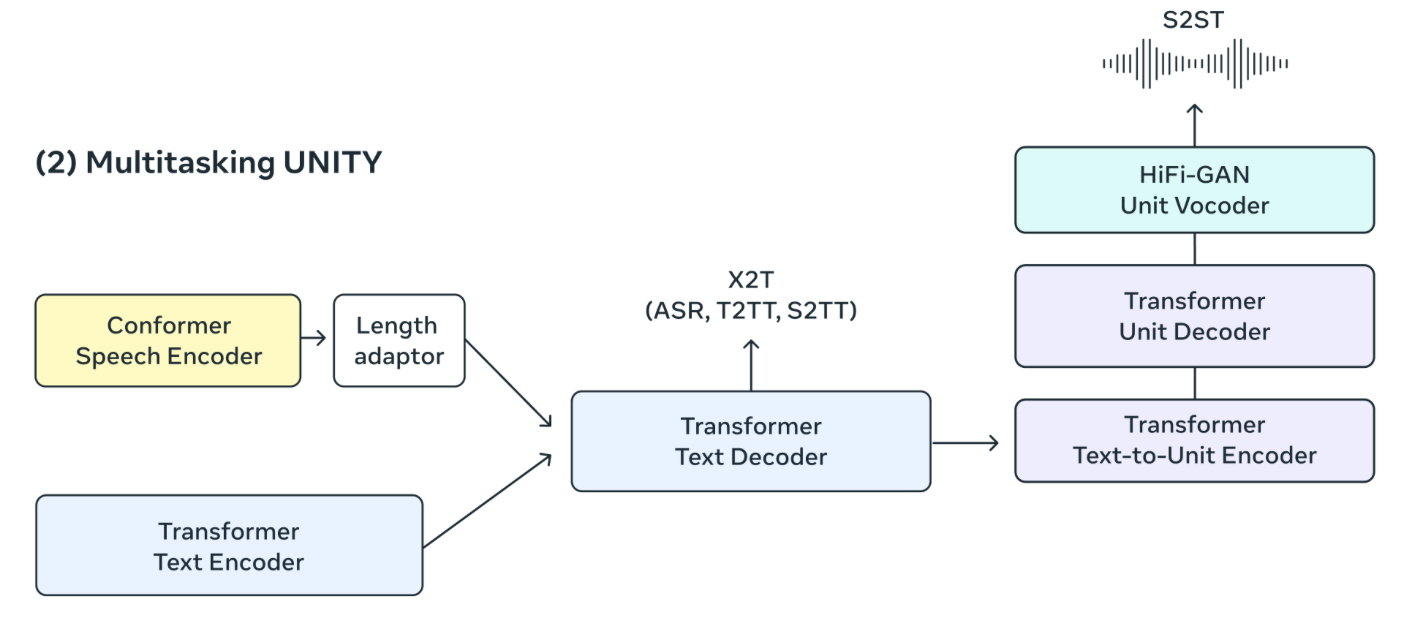 S2ST
(2) Multitasking UNITY
HiFi-GAN
Unit Vocoder
X2T
(ASR, T2TT, S2TT)
Transformer
Unit Decoder
Conformer
Speech Encoder
Length
adaptor
Transformer
Text Decoder
Transformer
Text-to-Unit Encoder
Transformer
Text Encoder